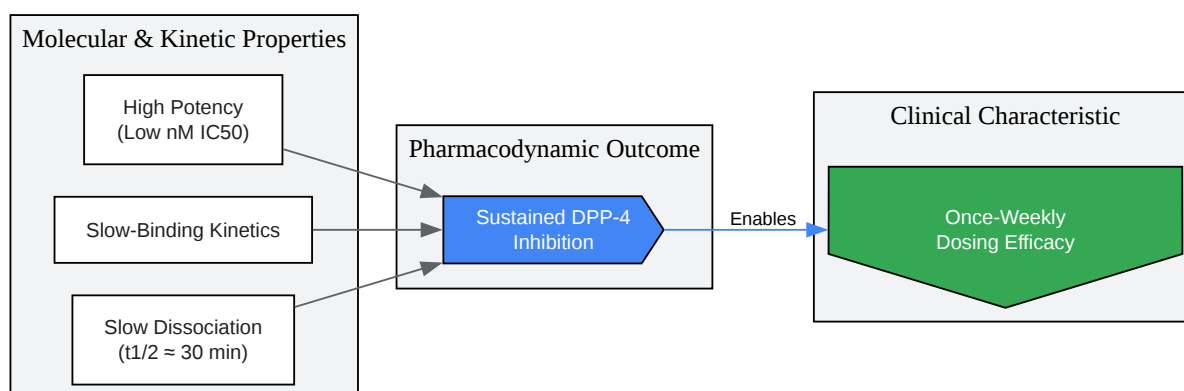 Molecular & Kinetic Properties
High Potency
(Low nM IC50)
Slow-Binding Kinetics
Slow Dissociation
(t1/2 ≈ 30 min)
Pharmacodynamic Outcome
Sustained DPP-4
Inhibition
Enables
Clinical Characteristic
Once-Weekly
Dosing Efficacy